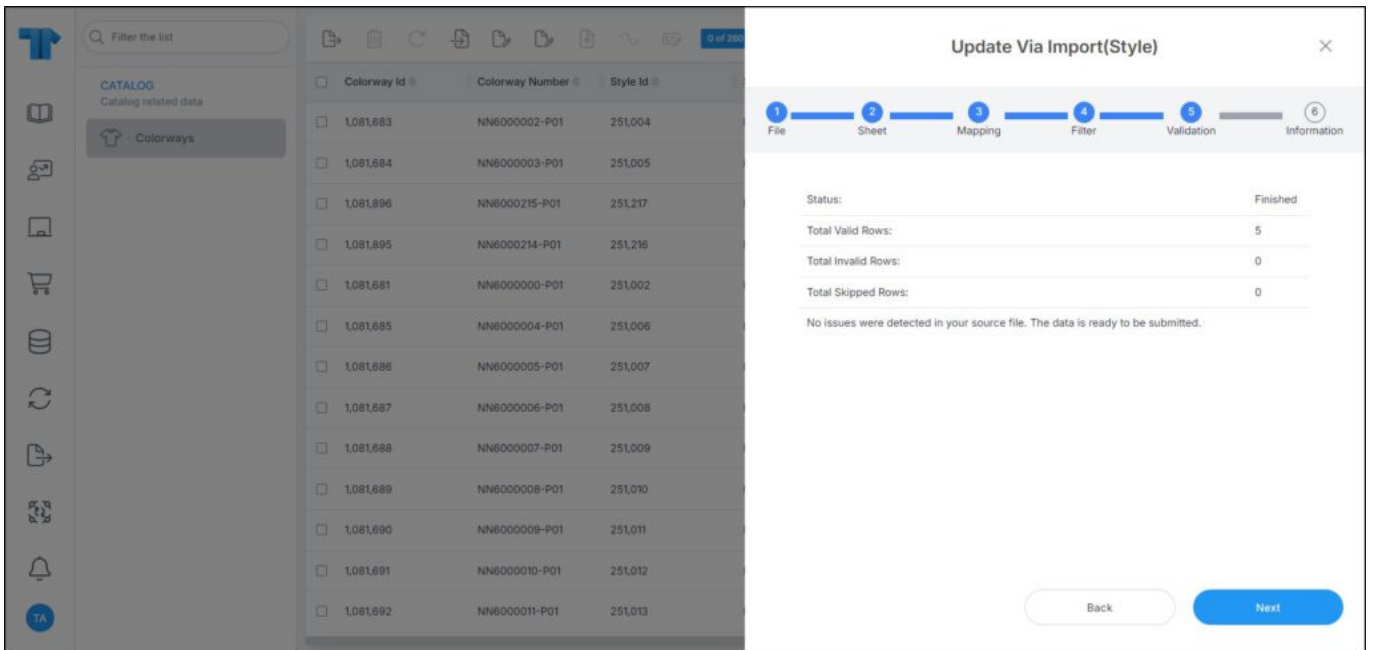 Filter the list
CATALOG
Catalog related data
Colorways
TA
0 of 260
Colorway Id Colorway Number Style Id
1,081,683 NN6000002-P01 251,004
1,081,684 NN6000003-P01 251,005
1,081,896 NN6000215-P01 251,217
1,081,895 NN6000214-P01 251,216
1,081,681 NN6000000-P01 251,002
1,081,685 NN6000004-P01 251,006
1,081,686 NN6000005-P01 251,007
1,081,687 NN6000006-P01 251,008
1,081,688 NN6000007-P01 251,009
1,081,689 NN6000008-P01 251,010
1,081,690 NN6000009-P01 251,011
1,081,691 NN6000010-P01 251,012
1,081,692 NN6000011-P01 251,013
Update Via Import(Style)
1 2 3 4 5 6
File Sheet Mapping Filter Validation Information
Status: Finished
Total Valid Rows: 5
Total Invalid Rows: 0
Total Skipped Rows: 0
No issues were detected in your source file. The data is ready to be submitted.
Back Next